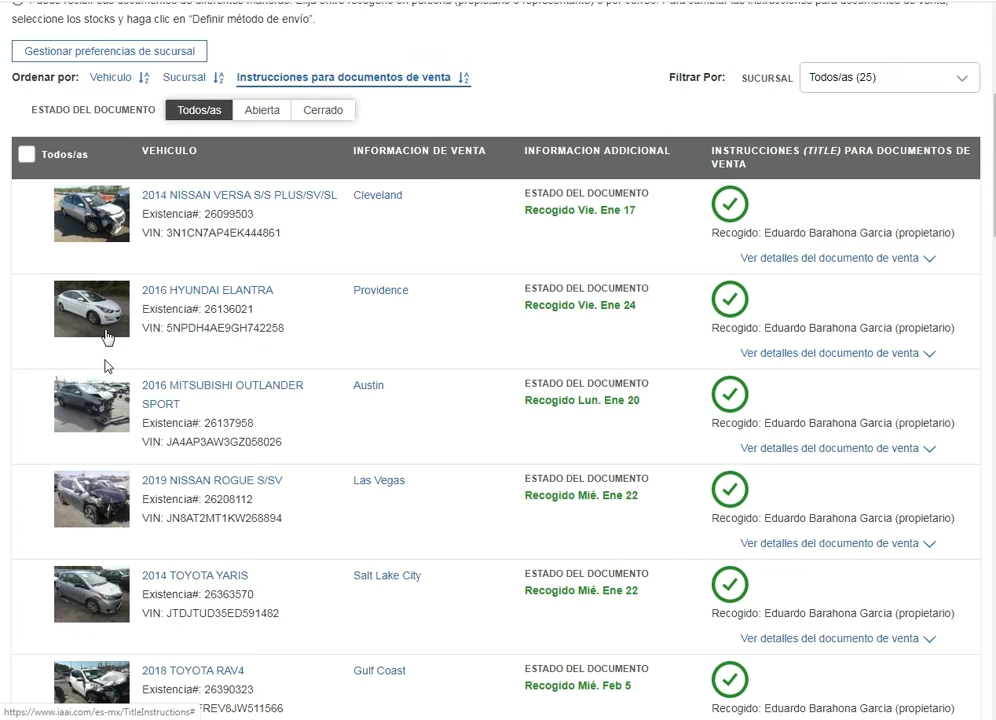 seleccione los stocks y haga clic en “Definir método de envío”.
Gestionar preferencias de sucursal
Ordenar por: Vehiculo Sucursal Instrucciones para documentos de venta Filtrar Por: SUCURSAL Todos/as (25)
ESTADO DEL DOCUMENTO Todos/as Abierta Cerrado
Todos/as VEHICULO INFORMACION DE VENTA INFORMACION ADDICIONAL INSTRUCCIONES (TITLE) PARA DOCUMENTOS DE
VENTA
2014 NISSAN VERSA S/S PLUS/SV/SL Cleveland ESTADO DEL DOCUMENTO
Existencia#: 26099503 Recogido Vie. Ene 17
VIN: 3N1CN7AP4EK444861 Recogido: Eduardo Barahona Garcia (propietario)
Ver detalles del documento de venta
2016 HYUNDAI ELANTRA Providence ESTADO DEL DOCUMENTO
Existencia#: 26136021 Recogido Vie. Ene 24
VIN: 5NPDH4AE9GH742258 Recogido: Eduardo Barahona Garcia (propietario)
Ver detalles del documento de venta
2016 MITSUBISHI OUTLANDER Austin ESTADO DEL DOCUMENTO
SPORT Recogido Lun. Ene 20
Existencia#: 26137958 Recogido: Eduardo Barahona Garcia (propietario)
VIN: JA4AP3AW3GZ058026 Ver detalles del documento de venta
2019 NISSAN ROGUE S/SV Las Vegas ESTADO DEL DOCUMENTO
Existencia#: 26208112 Recogido Mié. Ene 22
VIN: JN8AT2MT1KW268894 Recogido: Eduardo Barahona Garcia (propietario)
Ver detalles del documento de venta
2014 TOYOTA YARIS Salt Lake City ESTADO DEL DOCUMENTO
Existencia#: 26363570 Recogido Mié. Ene 22
VIN: JTDJTUD35ED591482 Recogido: Eduardo Barahona Garcia (propietario)
Ver detalles del documento de venta
2018 TOYOTA RAV4 Gulf Coast ESTADO DEL DOCUMENTO
Existencia#: 26390323 Recogido Mié. Feb 5
FREV8JW511566 Recogido: Eduardo Barahona Garcia (propietario)
https://www.iaai.com/es-mx/TitleInstructions#